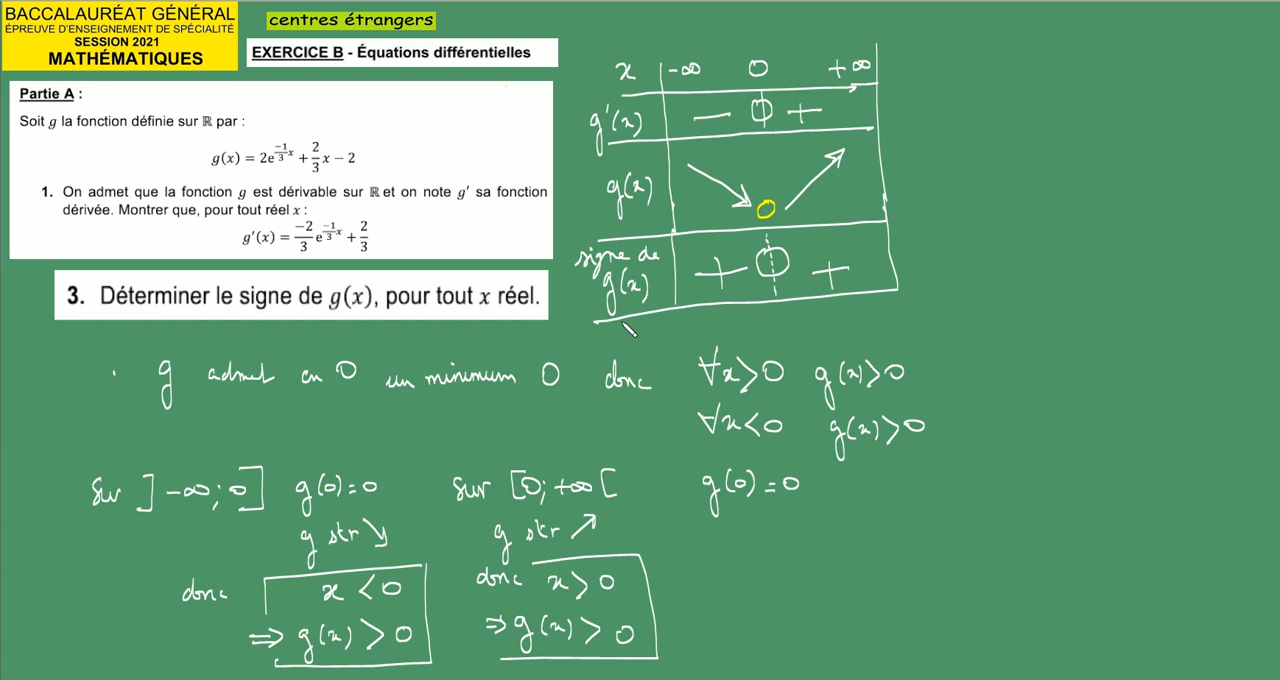 BACCALAURÉAT GÉNÉRAL
ÉPREUVE D'ENSEIGNEMENT DE SPÉCIALITÉ
SESSION 2021
MATHÉMATIQUES
centres étrangers
EXERCICE B - Équations différentielles
Partie A :
Soit g la fonction définie sur ℝ par :
g(x) = 2e^(-1/3 x) + 2/3 x − 2
1. On admet que la fonction g est dérivable sur ℝ et on note g′ sa fonction
dérivée. Montrer que, pour tout réel x :
g′(x) = -2/3 e^(-1/3 x) + 2/3
3. Déterminer le signe de g(x), pour tout x réel.
x -∞ 0 +∞
g'(x) − 0 +
g(x) ↘ 0 ↗
signe de
g(x) + 0 +
. g admet en 0 un minimum 0 donc ∀x>0 g(x)>0
∀x<0 g(x)>0
Sur ]-∞;0] g(0)=0 Sur [0;+∞[ g(0)=0
g str ↘ g str ↗
donc x < 0 donc x > 0
⇒ g(x) > 0 ⇒ g(x) > 0